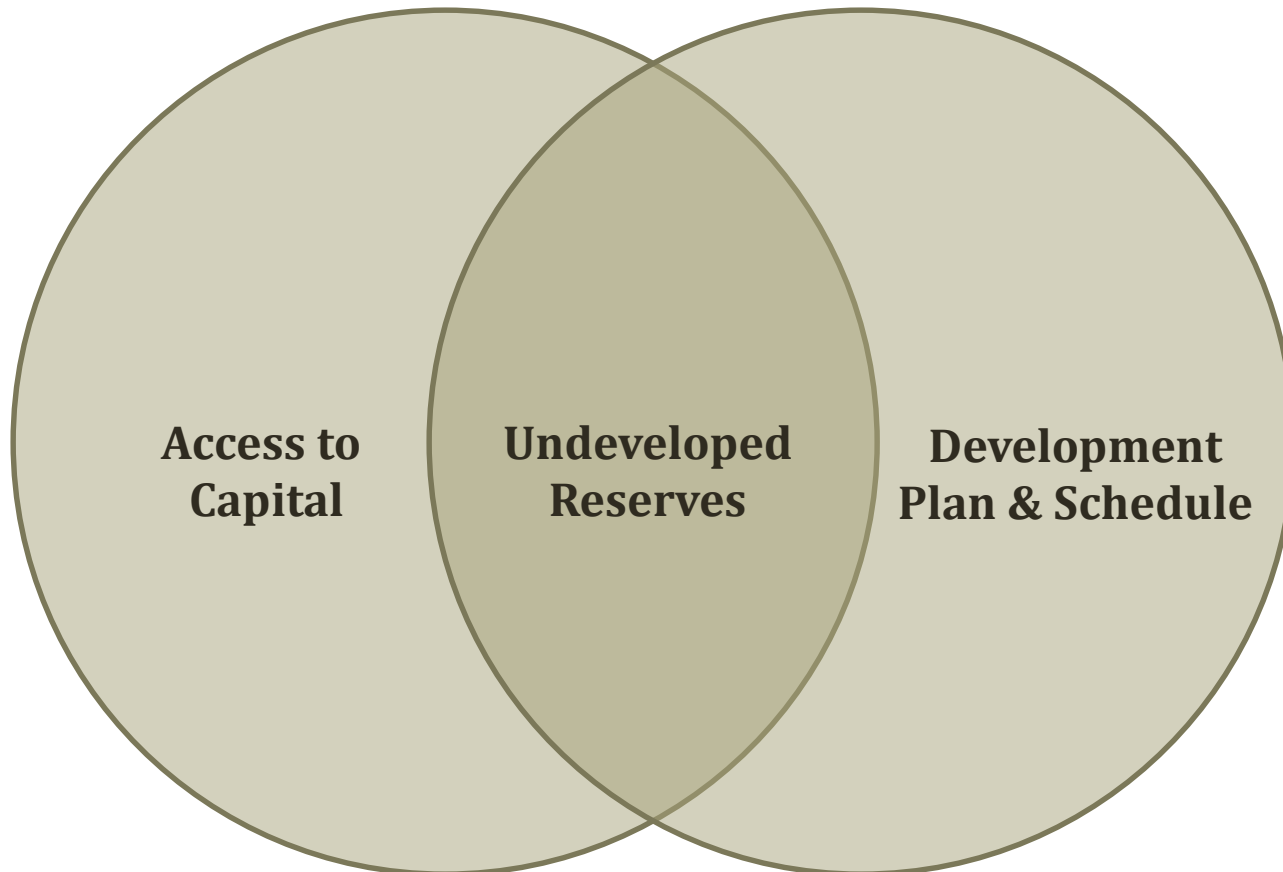 Access to
Capital
Undeveloped
Reserves
Development
Plan & Schedule